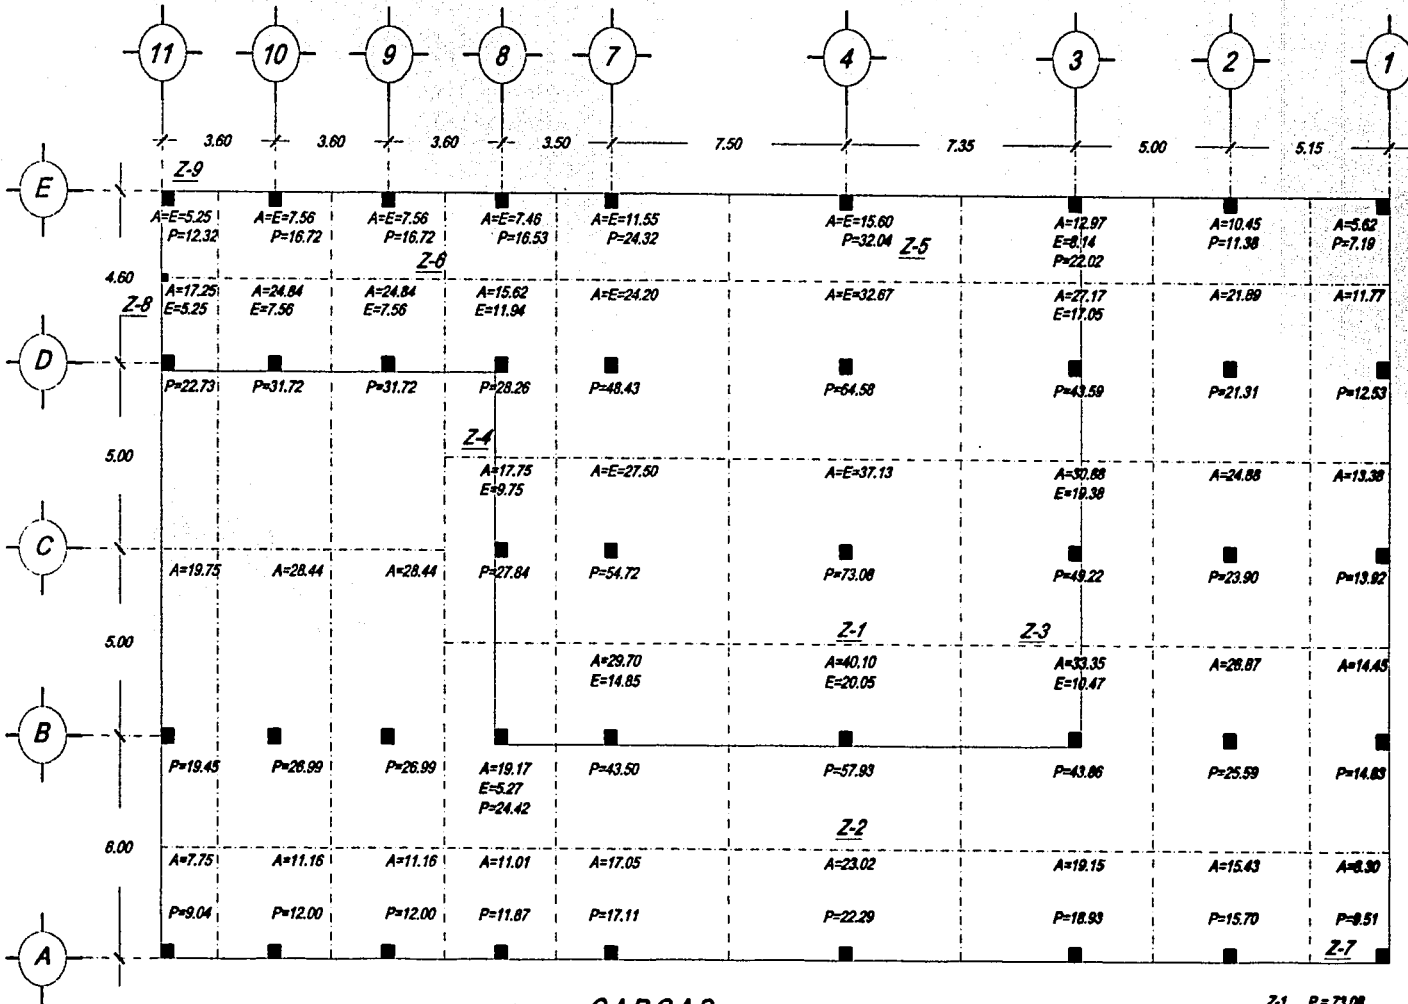 11 10 9 8 7 4 3 2 1
3.60 3.60 3.60 3.50 7.50 7.35 5.00 5.15
Z-9
E
A=E=5.25 A=E=7.56 A=E=7.56 A=E=7.46 A=E=11.55 A=E=15.60 A=12.97 A=10.45 A=5.62
P=12.32 P=16.72 P=16.72 P=16.53 P=24.32 P=32.04 Z-5 E=8.14 P=11.38 P=7.19
P=22.02
Z-6
4.60
Z-8
A=17.25 A=24.84 A=24.84 A=15.62 A=E=24.20 A=E=32.67 A=27.17 A=21.89 A=11.77
E=5.25 E=7.56 E=7.56 E=11.94 E=17.05
D
P=22.73 P=31.72 P=31.72 P=28.26 P=48.43 P=64.58 P=43.59 P=21.31 P=12.53
Z-4
5.00
A=17.75 A=E=27.50 A=E=37.13 A=30.88 A=24.88 A=13.38
E=9.75 E=19.38
C
A=19.75 A=28.44 A=28.44 P=27.84 P=54.72 P=73.08 P=49.22 P=23.90 P=13.92
Z-1 Z-3
5.00
A=29.70 A=40.10 A=33.35 A=26.87 A=14.45
E=14.85 E=20.05 E=10.47
B
P=19.45 P=26.99 P=26.99 A=19.17 P=43.50 P=57.93 P=43.86 P=25.59 P=14.83
E=5.27
P=24.42
Z-2
6.00
A=7.75 A=11.16 A=11.16 A=11.01 A=17.05 A=23.02 A=19.15 A=15.43 A=8.30
P=9.04 P=12.00 P=12.00 P=11.87 P=17.11 P=22.29 P=18.93 P=15.70 P=9.51
Z-7
A
CARGAS
Z-1 P=73.08